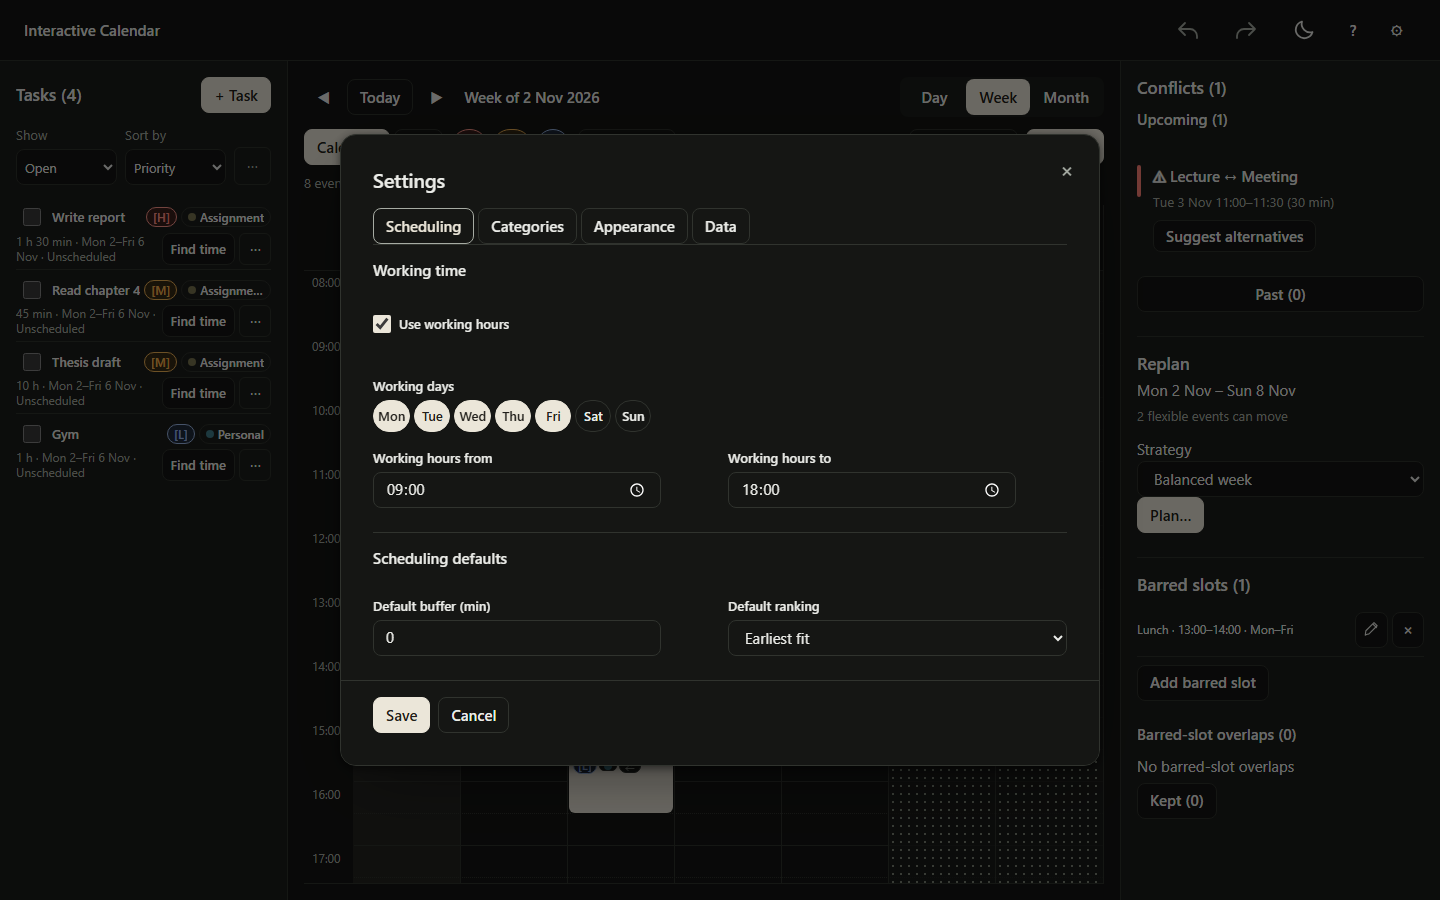 Interactive Calendar
?
Tasks (4)
+ Task
Show
Sort by
Open
Priority
...
Write report
[H]
Assignment
1 h 30 min · Mon 2–Fri 6
Nov · Unscheduled
Find time
...
Read chapter 4
[M]
Assignme...
45 min · Mon 2–Fri 6 Nov ·
Unscheduled
Find time
...
Thesis draft
[M]
Assignment
10 h · Mon 2–Fri 6 Nov ·
Unscheduled
Find time
...
Gym
[L]
Personal
1 h · Mon 2–Fri 6 Nov ·
Unscheduled
Find time
...
Today
Week of 2 Nov 2026
Day
Week
Month
08:00
09:00
10:00
11:00
12:00
13:00
14:00
15:00
16:00
17:00
Settings
×
Scheduling
Categories
Appearance
Data
Working time
Use working hours
Working days
Mon
Tue
Wed
Thu
Fri
Sat
Sun
Working hours from
Working hours to
09:00
18:00
Scheduling defaults
Default buffer (min)
Default ranking
0
Earliest fit
Save
Cancel
Conflicts (1)
Upcoming (1)
⚠ Lecture ↔ Meeting
Tue 3 Nov 11:00–11:30 (30 min)
Suggest alternatives
Past (0)
Replan
Mon 2 Nov – Sun 8 Nov
2 flexible events can move
Strategy
Balanced week
Plan...
Barred slots (1)
Lunch · 13:00–14:00 · Mon–Fri
×
Add barred slot
Barred-slot overlaps (0)
No barred-slot overlaps
Kept (0)